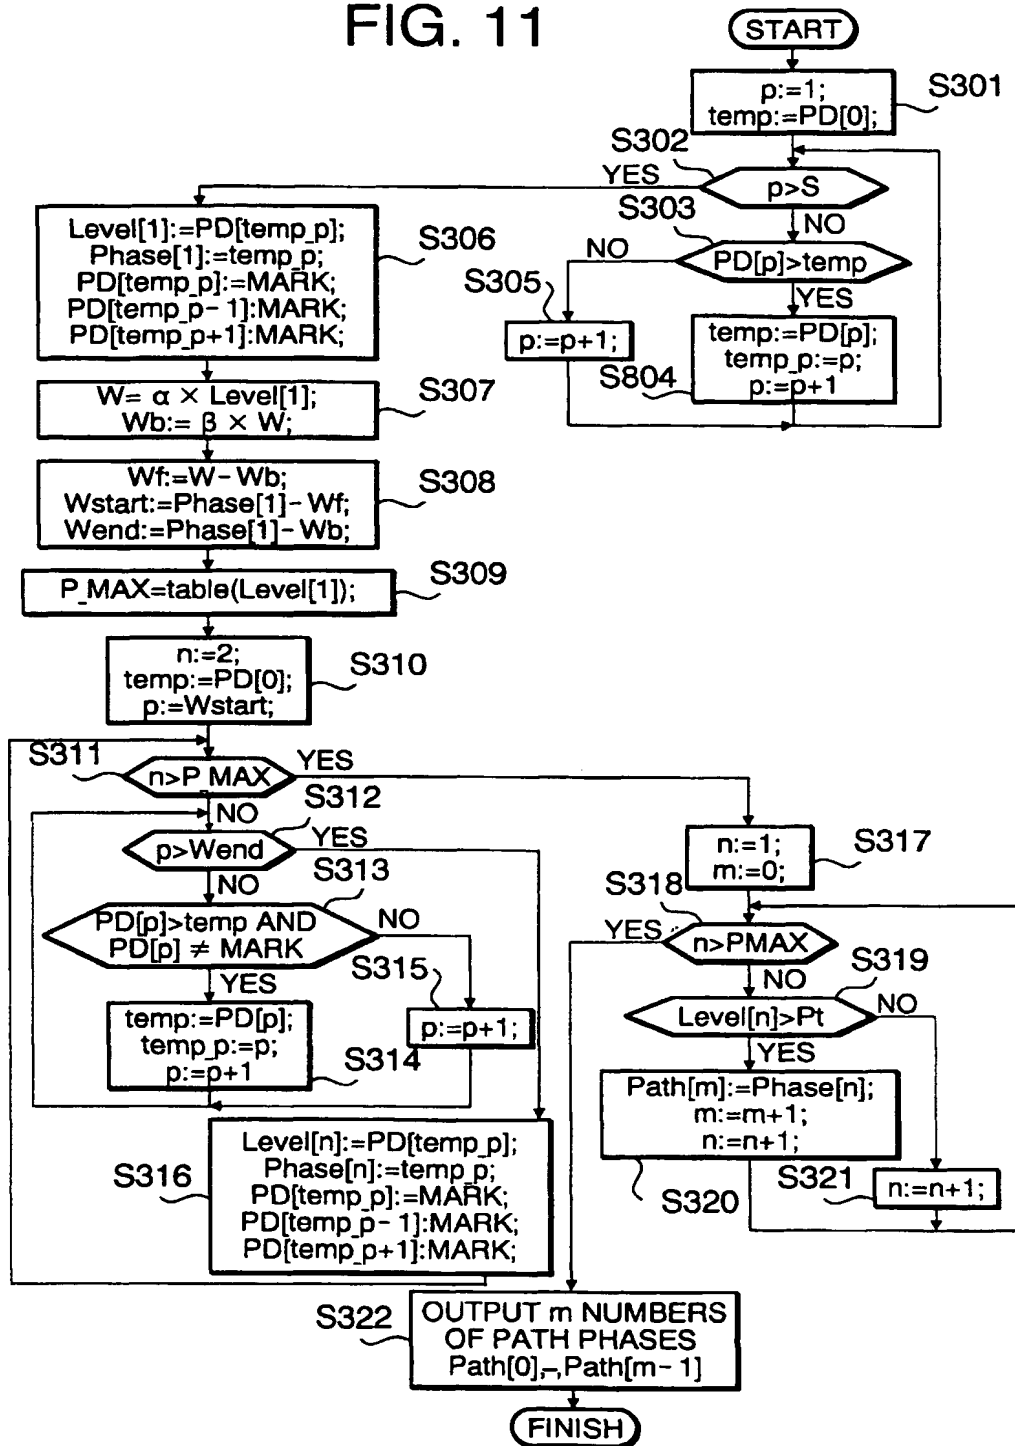 FIG. 11
START
p:=1;
temp:=PD[0];
S301
S302
YES
p>S
NO
S303
NO
PD[p]>temp
YES
S305
p:=p+1;
temp:=PD[p];
temp_p:=p;
p:=p+1
S804
Level[1]:=PD[temp_p];
Phase[1]:=temp_p;
PD[temp_p]:=MARK;
PD[temp_p-1]:MARK;
PD[temp_p+1]:MARK;
S306
W= α × Level[1];
Wb:= β × W;
S307
Wf:=W-Wb;
Wstart:=Phase[1]-Wf;
Wend:=Phase[1]-Wb;
S308
P_MAX=table(Level[1]);
S309
n:=2;
temp:=PD[0];
p:=Wstart;
S310
S311
n>P MAX
YES
NO
S312
p>Wend
YES
NO
S313
PD[p]>temp AND
PD[p] ≠ MARK
NO
YES
S315
p:=p+1;
temp:=PD[p];
temp_p:=p;
p:=p+1
S314
Level[n]:=PD[temp_p];
Phase[n]:=temp_p;
PD[temp_p]:=MARK;
PD[temp_p-1]:MARK;
PD[temp_p+1]:MARK;
S316
n:=1;
m:=0;
S317
S318
YES
n>PMAX
NO
S319
Level[n]>Pt
NO
YES
Path[m]:=Phase[n];
m:=m+1;
n:=n+1;
S320
S321
n:=n+1;
S322
OUTPUT m NUMBERS
OF PATH PHASES
Path[0],–,Path[m-1]
FINISH